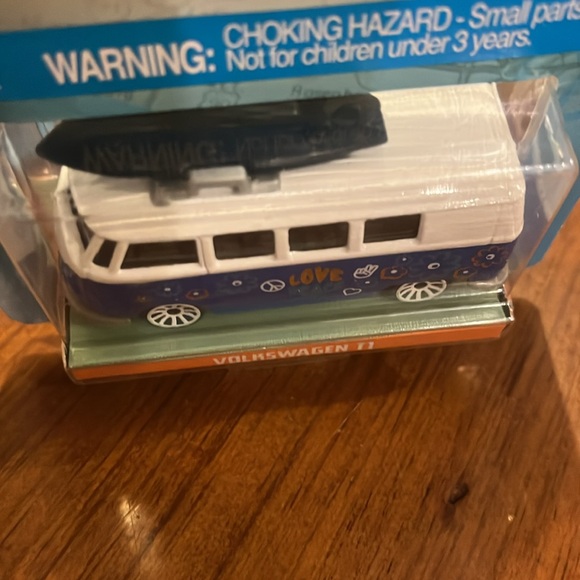 WARNING: CHOKING HAZARD - Small parts
Not for children under 3 years.
LOVE
VOLKSWAGEN T1